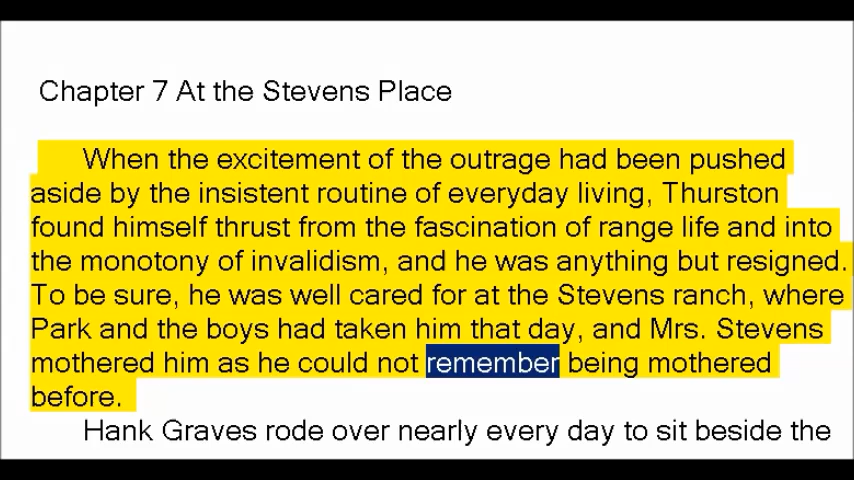 Chapter 7 At the Stevens Place
When the excitement of the outrage had been pushed
aside by the insistent routine of everyday living, Thurston
found himself thrust from the fascination of range life and into
the monotony of invalidism, and he was anything but resigned.
To be sure, he was well cared for at the Stevens ranch, where
Park and the boys had taken him that day, and Mrs. Stevens
mothered him as he could not remember being mothered
before.
Hank Graves rode over nearly every day to sit beside the